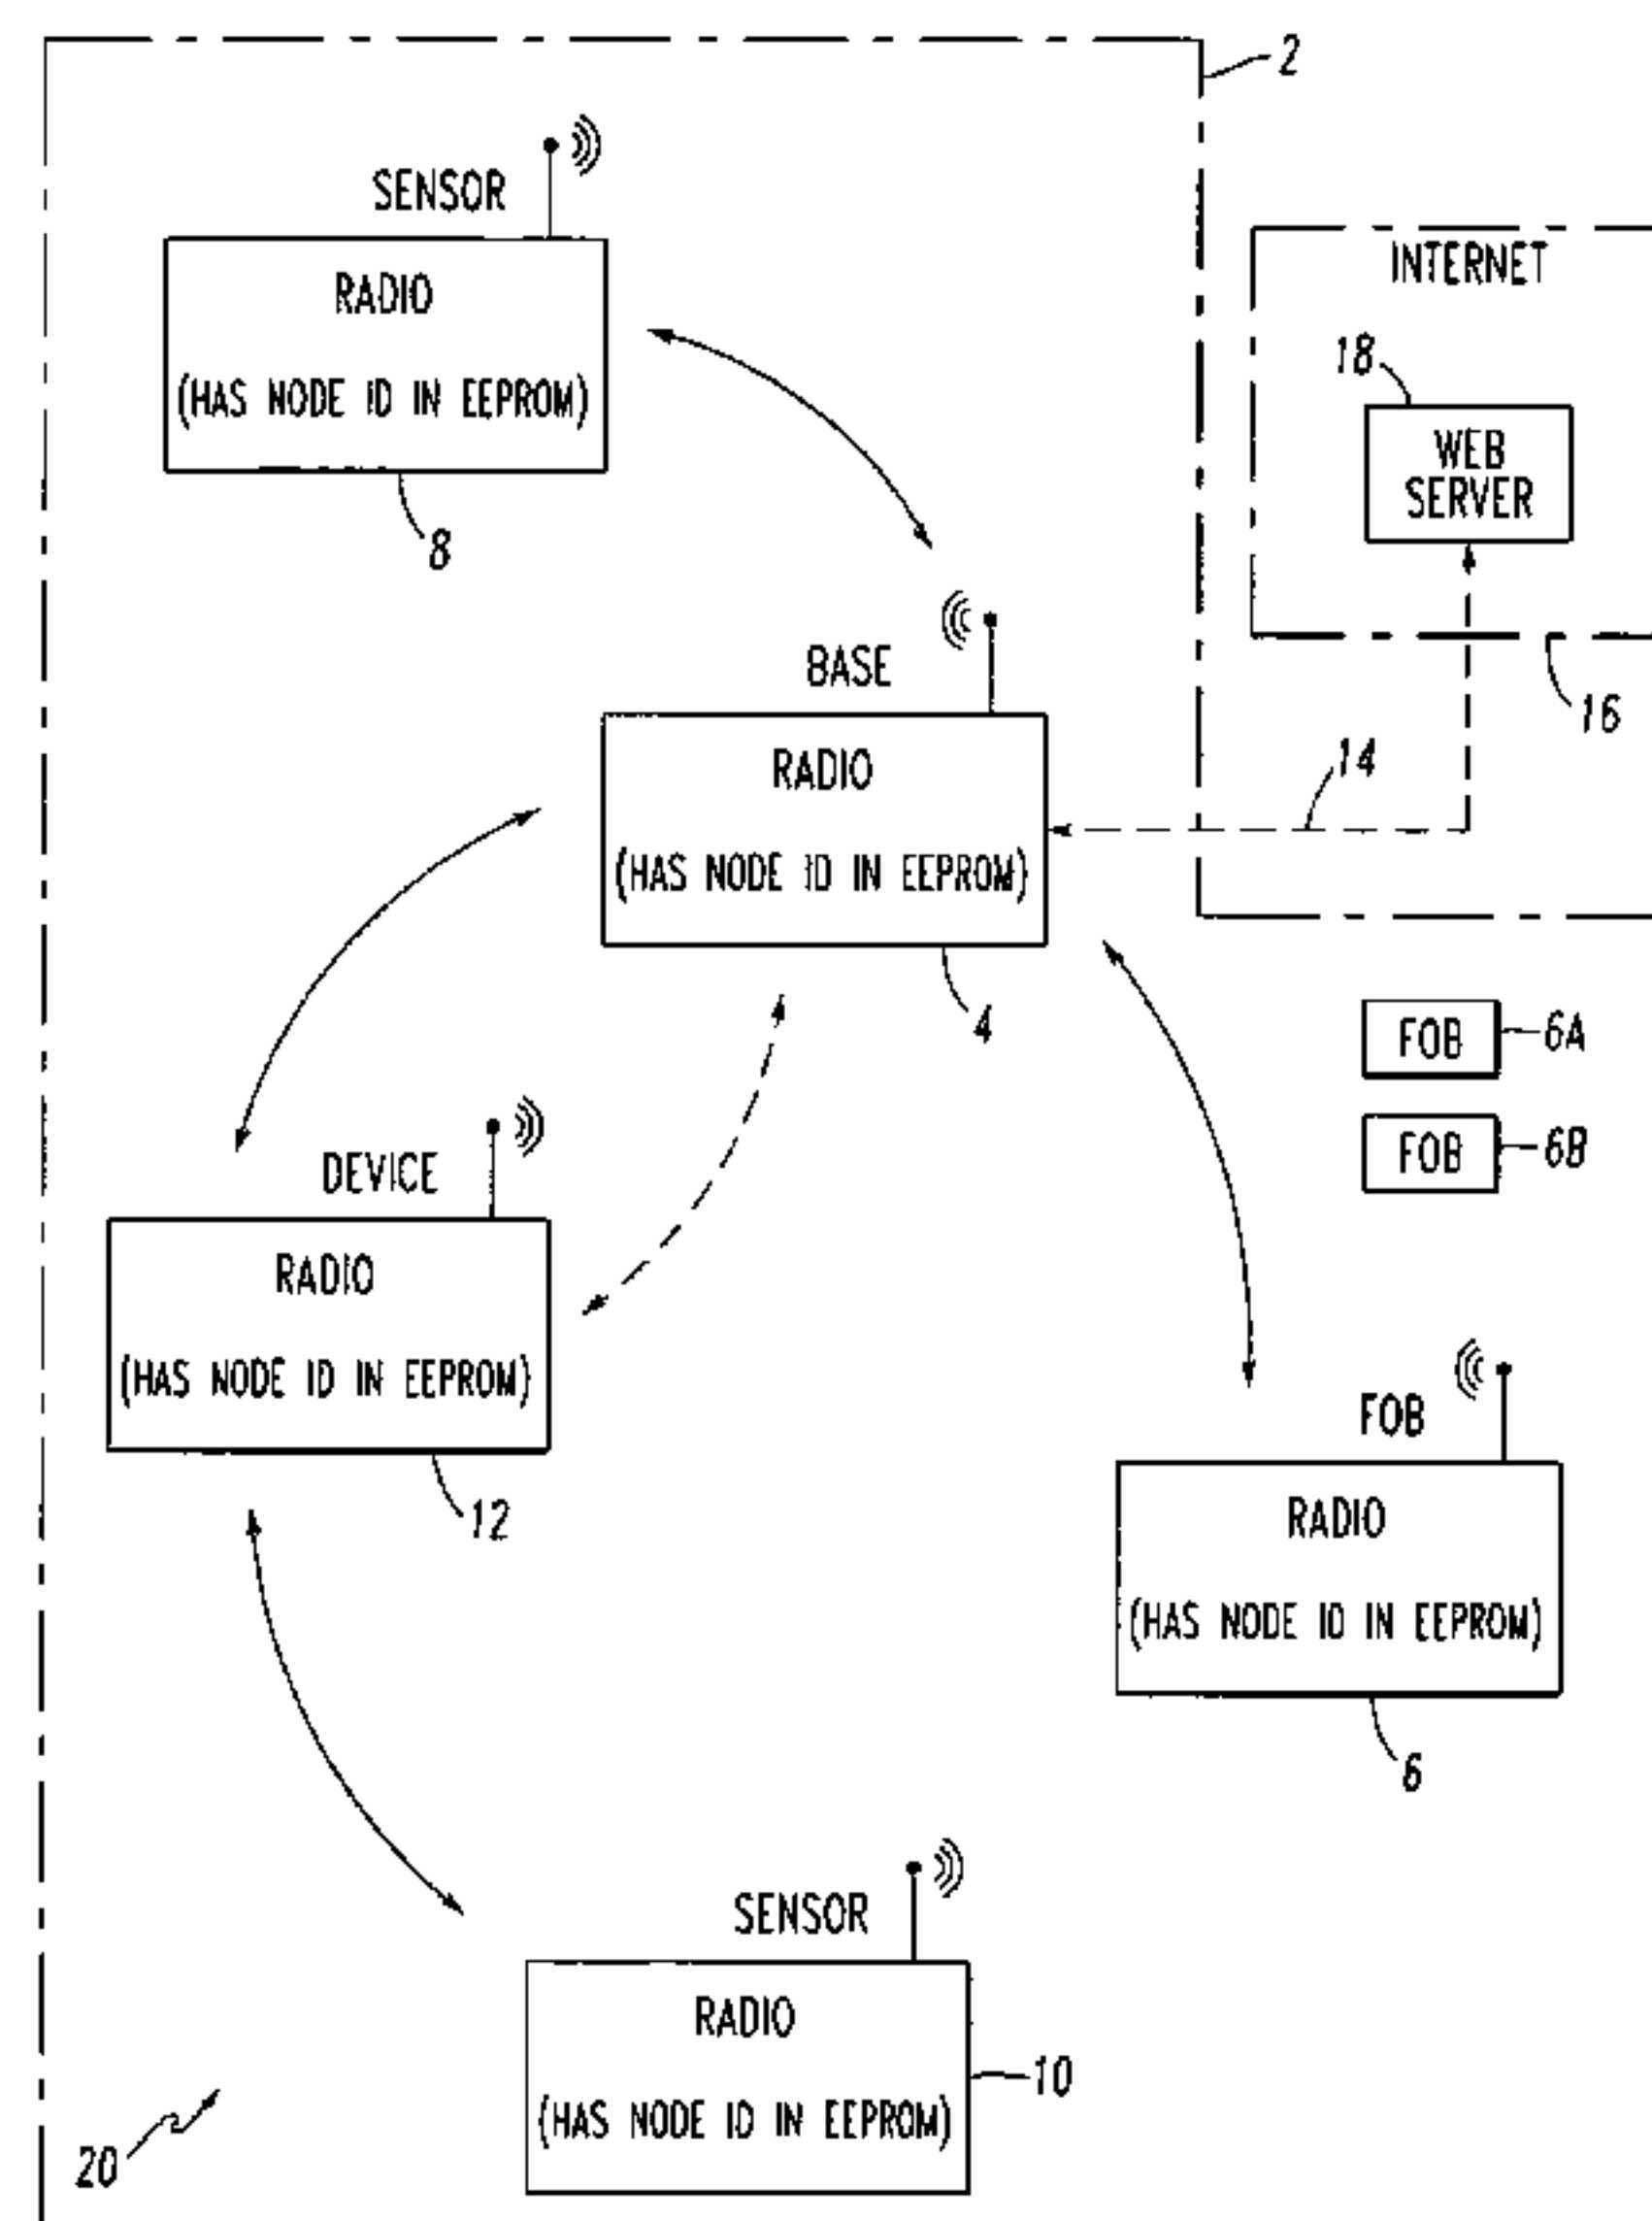 2
SENSOR
RADIO
(HAS NODE ID IN EEPROM)
8
INTERNET
18
WEB
SERVER
16
14
BASE
RADIO
(HAS NODE ID IN EEPROM)
4
FOB
6A
FOB
6B
DEVICE
RADIO
(HAS NODE ID IN EEPROM)
12
FOB
RADIO
(HAS NODE ID IN EEPROM)
6
SENSOR
RADIO
(HAS NODE ID IN EEPROM)
10
20